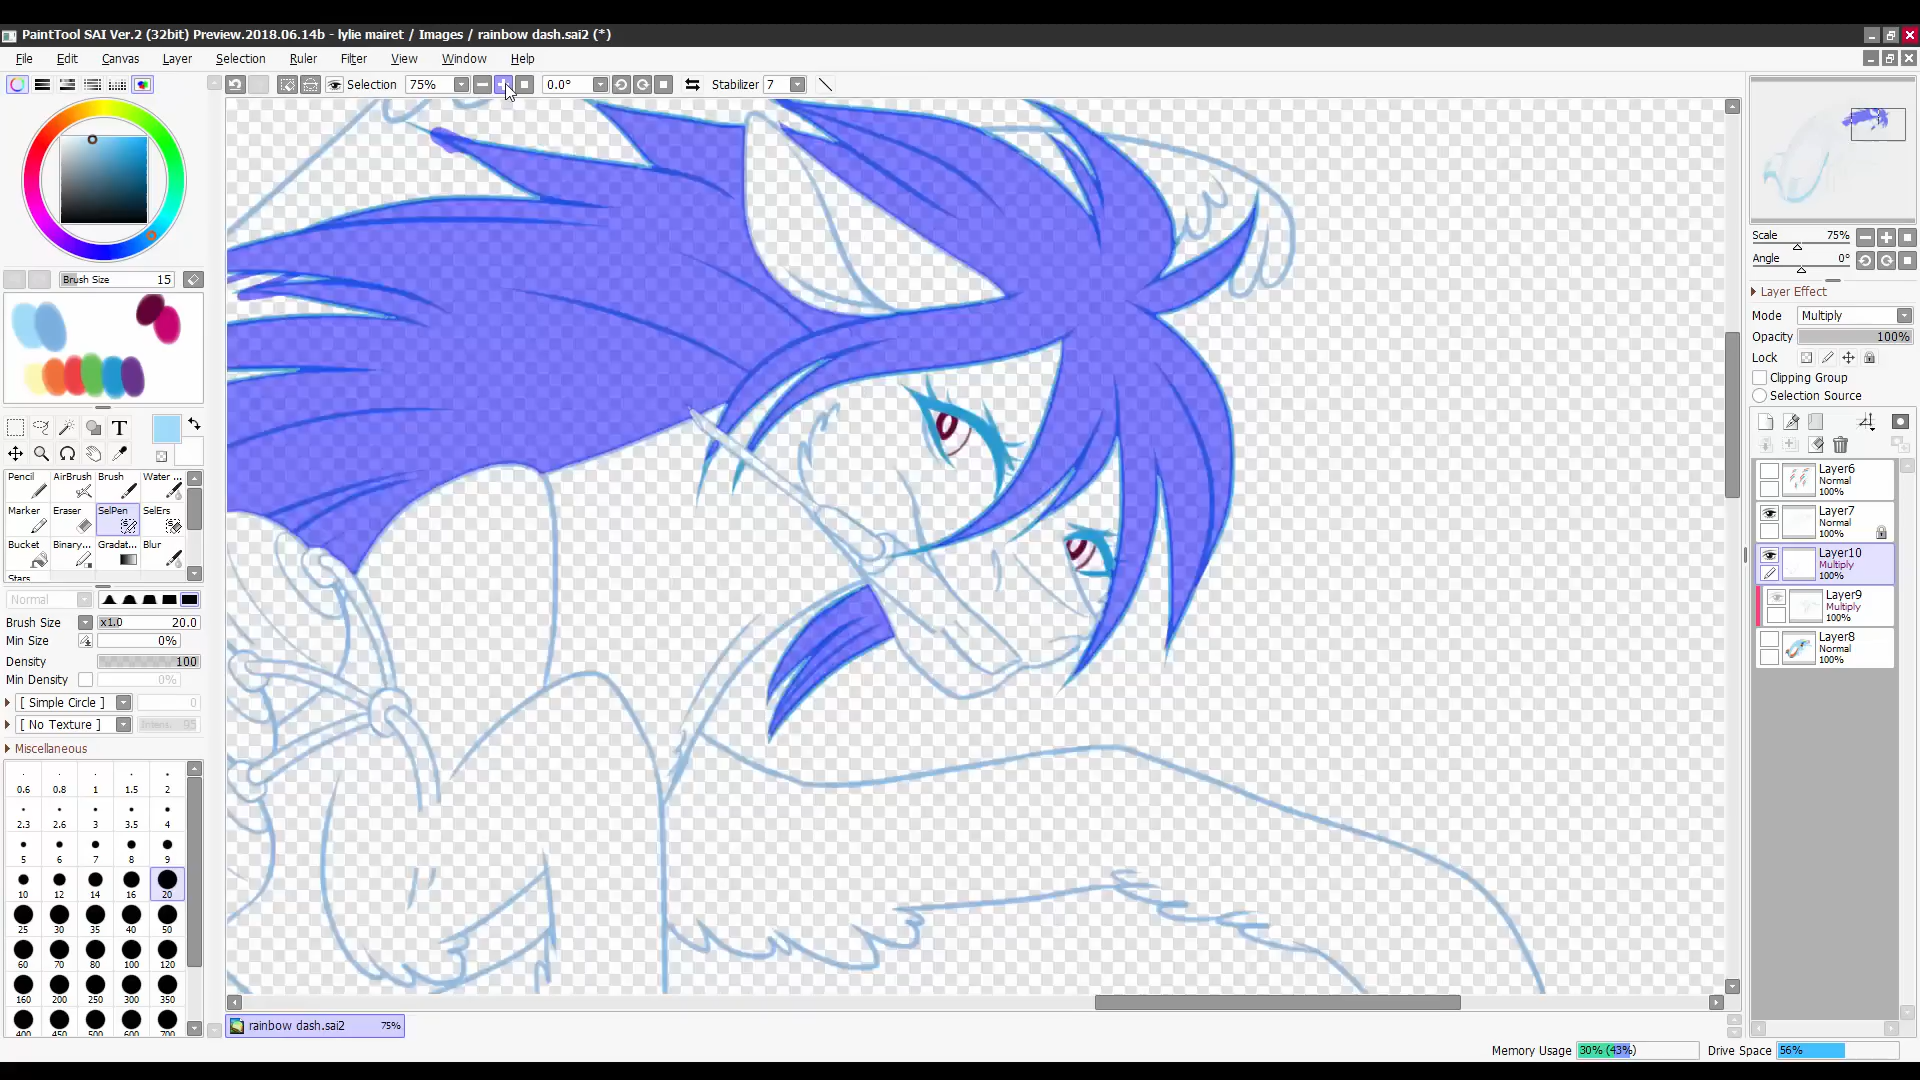 PaintTool SAI Ver.2 (32bit) Preview.2018.06.14b - lylie mairet / Images / rainbow dash.sai2 (*)
File Edit Canvas Layer Selection Ruler Filter View Window Help
Selection 75% 0.0° Stabilizer 7
Brush Size 15
T
Pencil AirBrush Brush Water ...
Marker Eraser SelPen SelErs
Bucket Binary... Gradat... Blur
Stars
Normal
Brush Size x1.0 20.0
Min Size 0%
Density 100
Min Density 0%
[ Simple Circle ] 0
[ No Texture ] Intens. 95
Miscellaneous
0.6 0.8 1 1.5 2
2.3 2.6 3 3.5 4
5 6 7 8 9
10 12 14 16 20
25 30 35 40 50
60 70 80 100 120
160 200 250 300 350
400 450 500 600 700
Scale 75%
Angle 0°
Layer Effect
Mode Multiply
Opacity 100%
Lock
Clipping Group
Selection Source
Layer6
Normal
100%
Layer7
Normal
100%
Layer10
Multiply
100%
Layer9
Multiply
100%
Layer8
Normal
100%
rainbow dash.sai2 75%
Memory Usage 30% (43%) Drive Space 56%